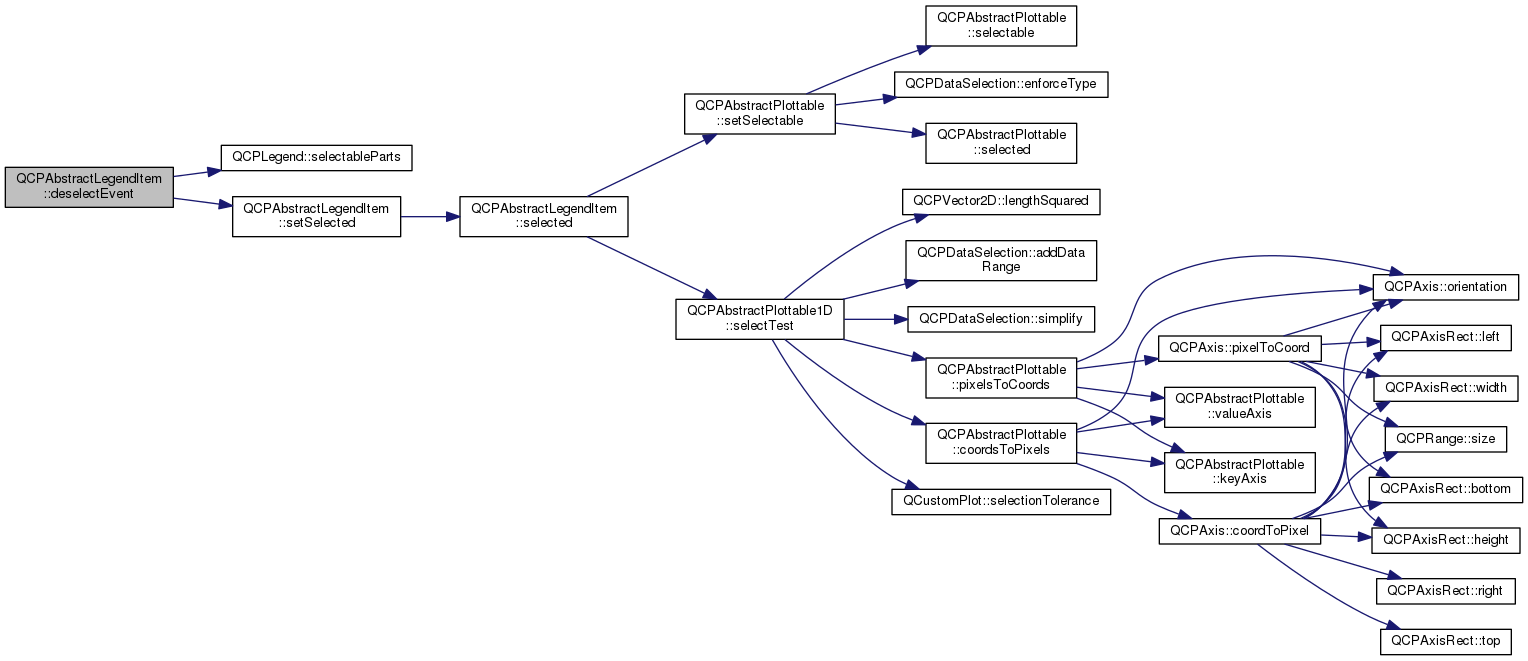 QCPAbstractLegendItem
::deselectEvent
QCPLegend::selectableParts
QCPAbstractLegendItem
::setSelected
QCPAbstractLegendItem
::selected
QCPAbstractPlottable
::setSelectable
QCPAbstractPlottable
::selectable
QCPDataSelection::enforceType
QCPAbstractPlottable
::selected
QCPAbstractPlottable1D
::selectTest
QCPVector2D::lengthSquared
QCPDataSelection::addData
Range
QCPDataSelection::simplify
QCPAbstractPlottable
::pixelsToCoords
QCPAbstractPlottable
::coordsToPixels
QCustomPlot::selectionTolerance
QCPAxis::pixelToCoord
QCPAbstractPlottable
::valueAxis
QCPAbstractPlottable
::keyAxis
QCPAxis::coordToPixel
QCPAxis::orientation
QCPAxisRect::left
QCPAxisRect::width
QCPRange::size
QCPAxisRect::bottom
QCPAxisRect::height
QCPAxisRect::right
QCPAxisRect::top